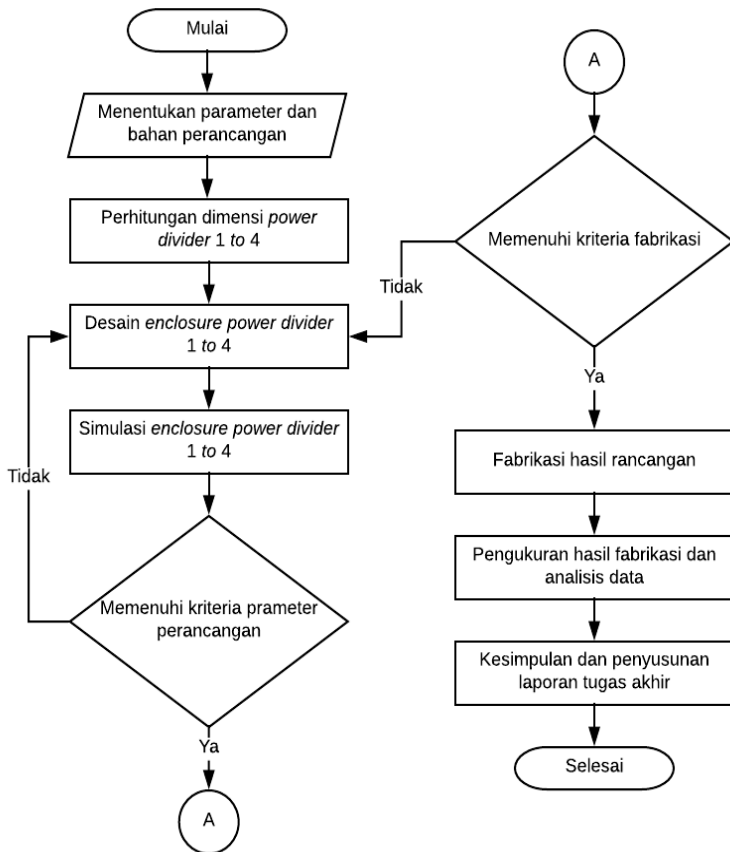 Mulai
Menentukan parameter dan
bahan perancangan
Perhitungan dimensi power
divider 1 to 4
Desain enclosure power divider
1 to 4
Simulasi enclosure power divider
1 to 4
Tidak
Memenuhi kriteria prameter
perancangan
Ya
A
A
Memenuhi kriteria fabrikasi
Tidak
Ya
Fabrikasi hasil rancangan
Pengukuran hasil fabrikasi dan
analisis data
Kesimpulan dan penyusunan
laporan tugas akhir
Selesai